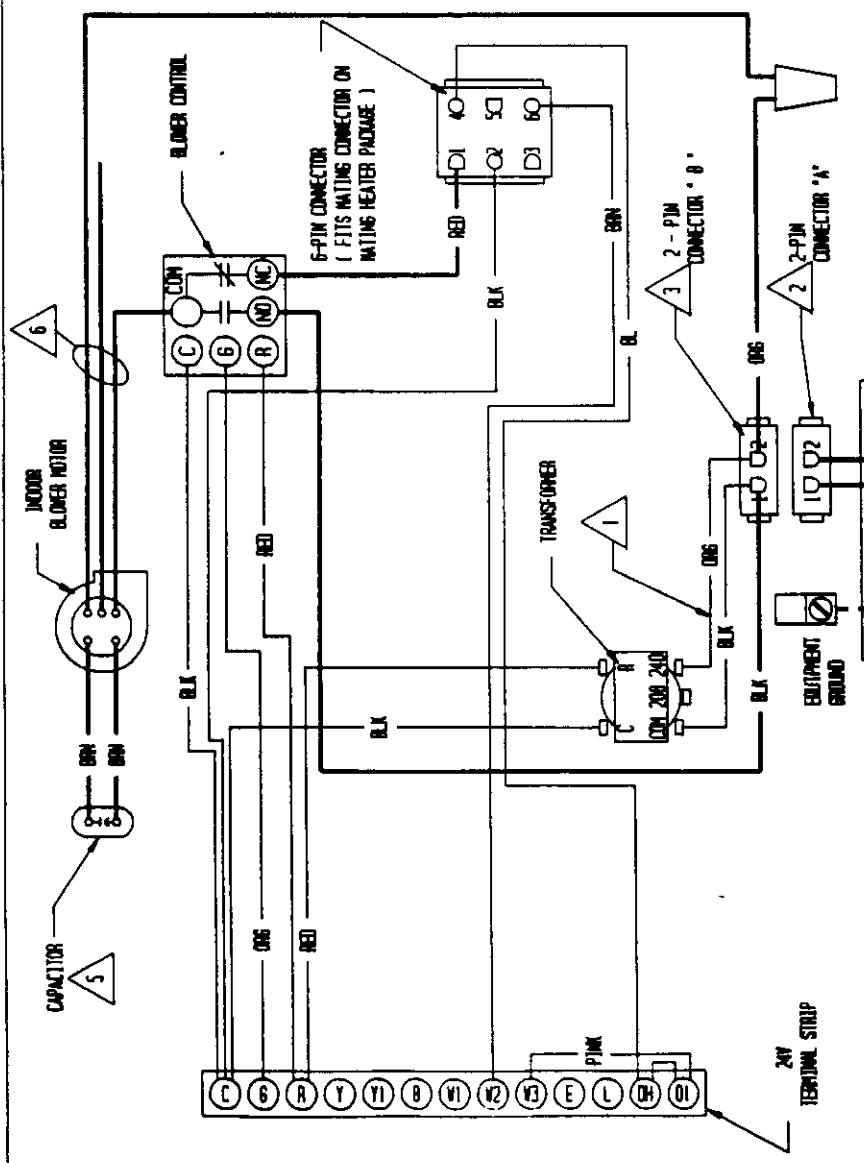 INDOOR
BLOWER MOTOR
6
BLOWER CONTROL
COM
C
G
R
NO
NC
6-PIN CONNECTOR
( FITS MATING CONNECTOR ON
MATING HEATER PACKAGE )
1
2
3
4
5
6
CAPACITOR
5
BRN
BRN
BLK
ORG
RED
RED
BLK
RED
BLK
BRN
BL
TRANSFORMER
1
C
R
COM 208 240
ORG
BLK
BLK
ORG
3
2 - PIN
CONNECTOR " B "
1
2
2
2-PIN
CONNECTOR "A"
1
2
EQUIPMENT
GROUND
C
G
R
Y
Y1
B
W1
W2
W3
E
L
OH
O1
PINK
24V
TERMINAL STRIP